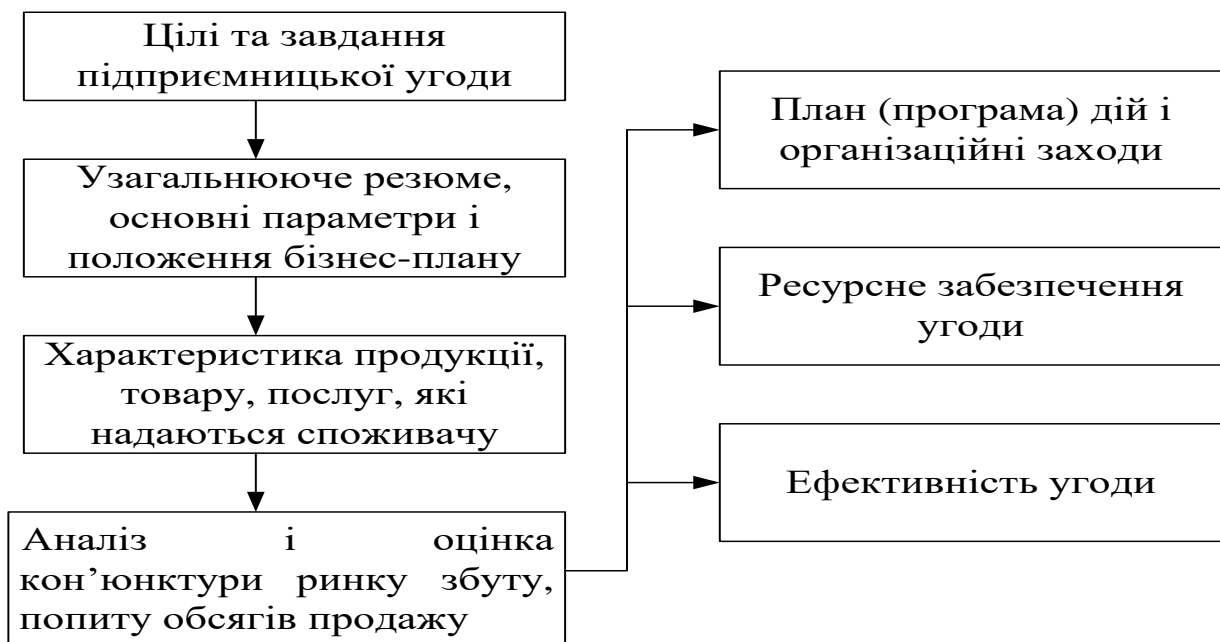 Цілі та завдання
підприємницької угоди
Узагальнююче резюме,
основні параметри і
положення бізнес-плану
Характеристика продукції,
товару, послуг, які
надаються споживачу
Аналіз і оцінка
кон’юнктури ринку збуту,
попиту обсягів продажу
План (програма) дій і
організаційні заходи
Ресурсне забезпечення
угоди
Ефективність угоди